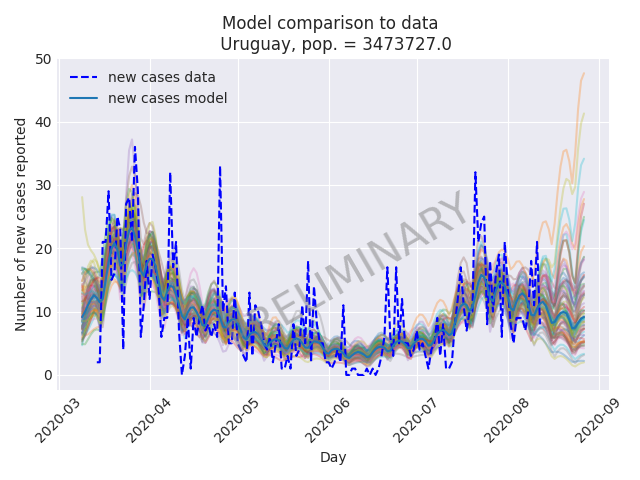 Model comparison to data
Uruguay, pop. = 3473727.0
50
40
30
20
10
0
Number of new cases reported
new cases data
new cases model
ELIMINARY
2020-03
2020-04
2020-05
2020-06
2020-07
2020-08
2020-09
Day